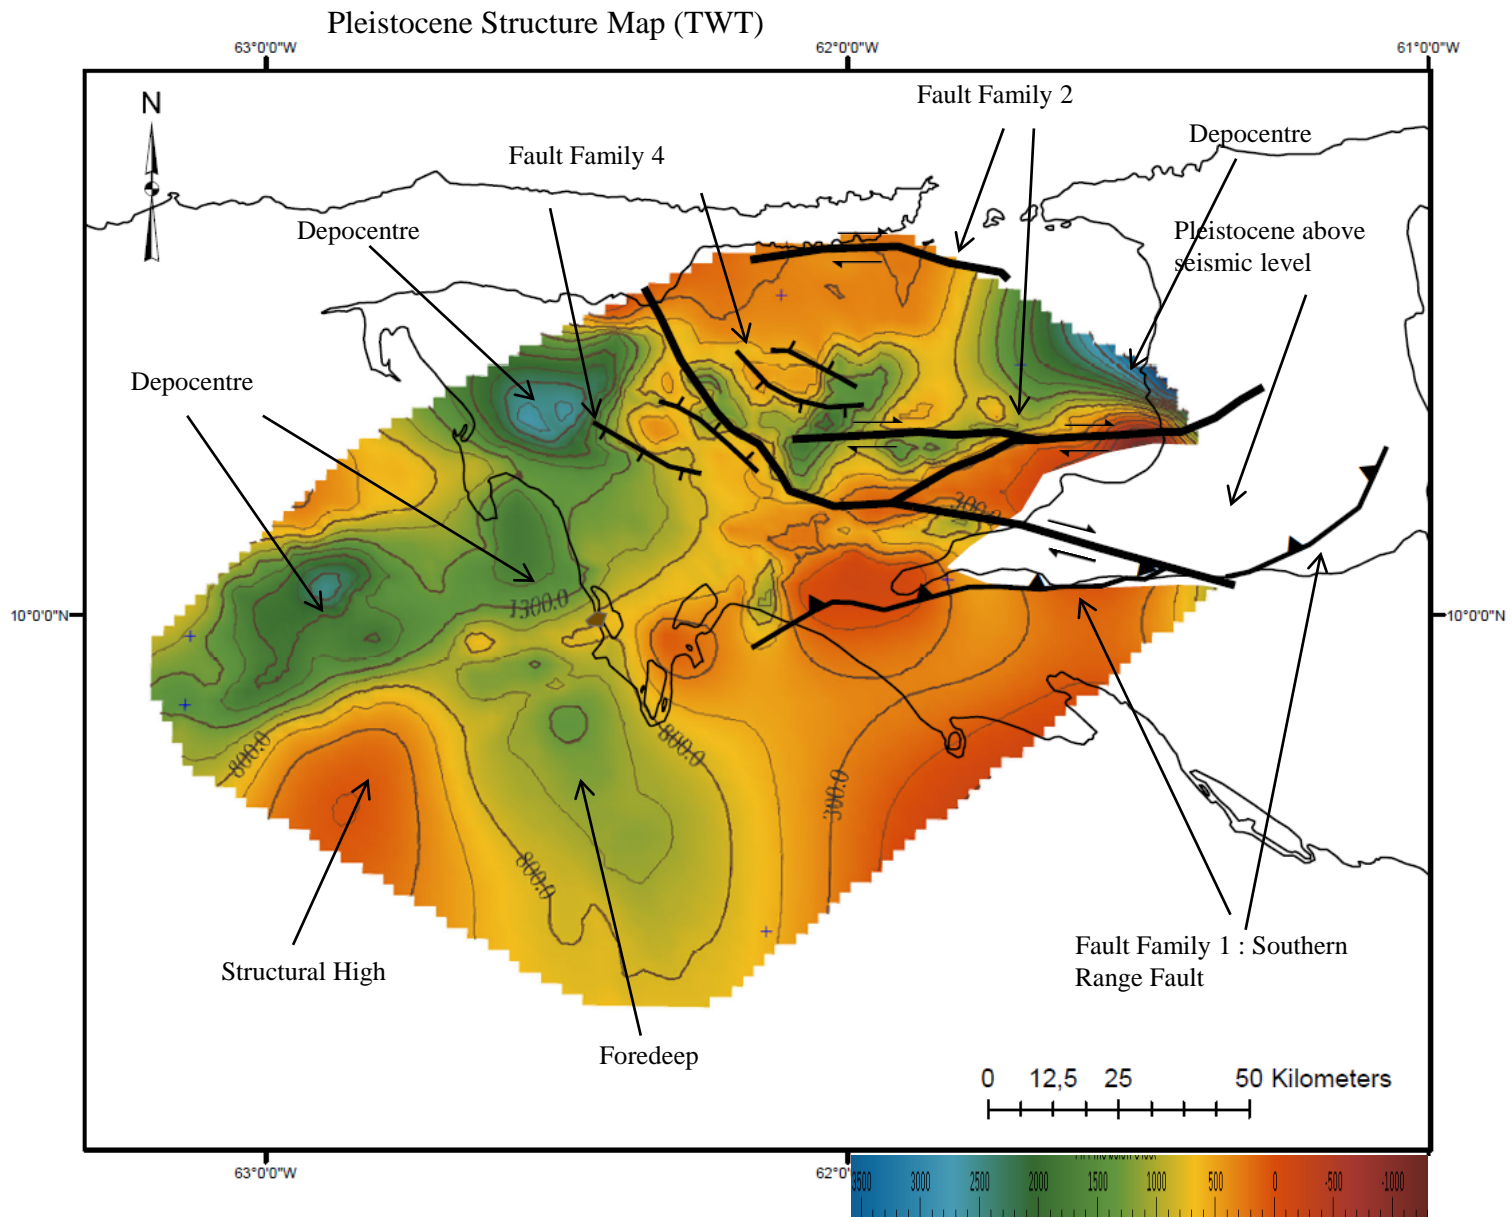 Pleistocene Structure Map (TWT)
63°0'0"W
62°0'0"W
61°0'0"W
N
Fault Family 2
Depocentre
Fault Family 4
Depocentre
Pleistocene above
seismic level
Depocentre
300.0
1300.0
10°0'0"N
10°0'0"N
800.0
800.0
300.0
800.0
Structural High
Fault Family 1 : Southern
Range Fault
Foredeep
0 12,5 25 50 Kilometers
63°0'0"W
62°0'
3500 3000 2500 2000 1500 1000 500 0 -500 -1000